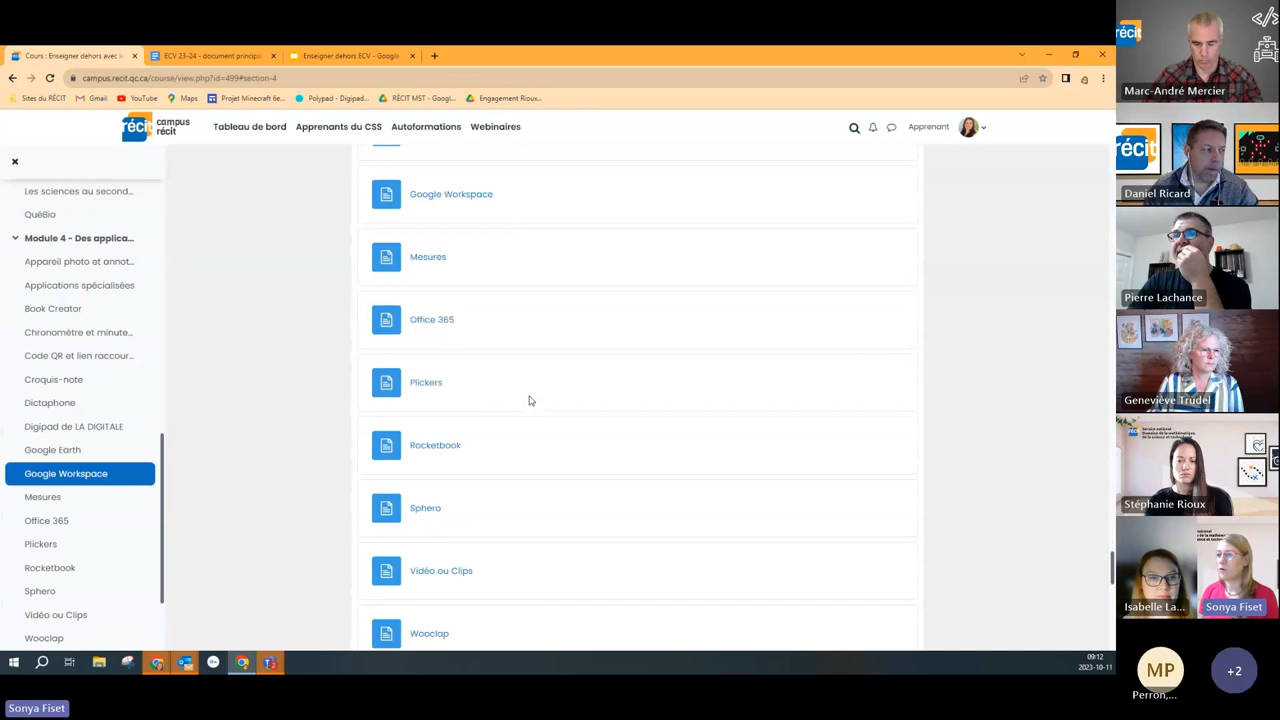 Cours : Enseigner dehors avec le
ECV 23-24 - document principa
Enseigner dehors ECV - Google
campus.recit.qc.ca/course/view.php?id=499#section-4
Sites du RÉCIT
Gmail
YouTube
Maps
Projet Minecraft 6e...
Polypad - Digipad...
RÉCIT MST - Googl...
Engagement Rioux...
récit
campus
récit
Tableau de bord
Apprenants du CSS
Autoformations
Webinaires
Apprenant
Les sciences au second...
QuéBio
Module 4 - Des applica...
Appareil photo et annot...
Applications spécialisées
Book Creator
Chronomètre et minute...
Code QR et lien raccour...
Croquis-note
Dictaphone
Digipad de LA DIGITALE
Google Earth
Google Workspace
Mesures
Office 365
Plickers
Rocketbook
Sphero
Vidéo ou Clips
Wooclap
Google Workspace
Mesures
Office 365
Plickers
Rocketbook
Sphero
Vidéo ou Clips
Wooclap
09:12
2023-10-11
Sonya Fiset
récit
Marc-André Mercier
récit
Daniel Ricard
Pierre Lachance
Geneviève Trudel
Stéphanie Rioux
Isabelle La...
Sonya Fiset
MP
Perron,...
+2